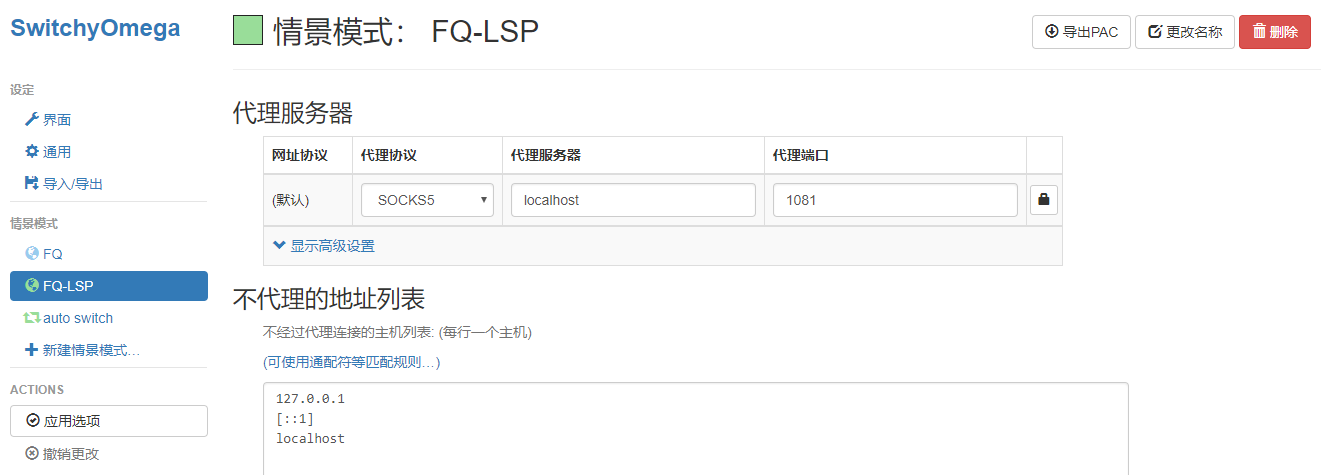 SwitchyOmega
设定
界面
通用
导入/导出
情景模式
FQ
FQ-LSP
auto switch
新建情景模式…
ACTIONS
应用选项
撤销更改
情景模式： FQ-LSP
导出PAC 更改名称 删除
代理服务器
网址协议 代理协议 代理服务器 代理端口
(默认) SOCKS5 localhost 1081
显示高级设置
不代理的地址列表
不经过代理连接的主机列表: (每行一个主机)
(可使用通配符等匹配规则…)
127.0.0.1
[::1]
localhost